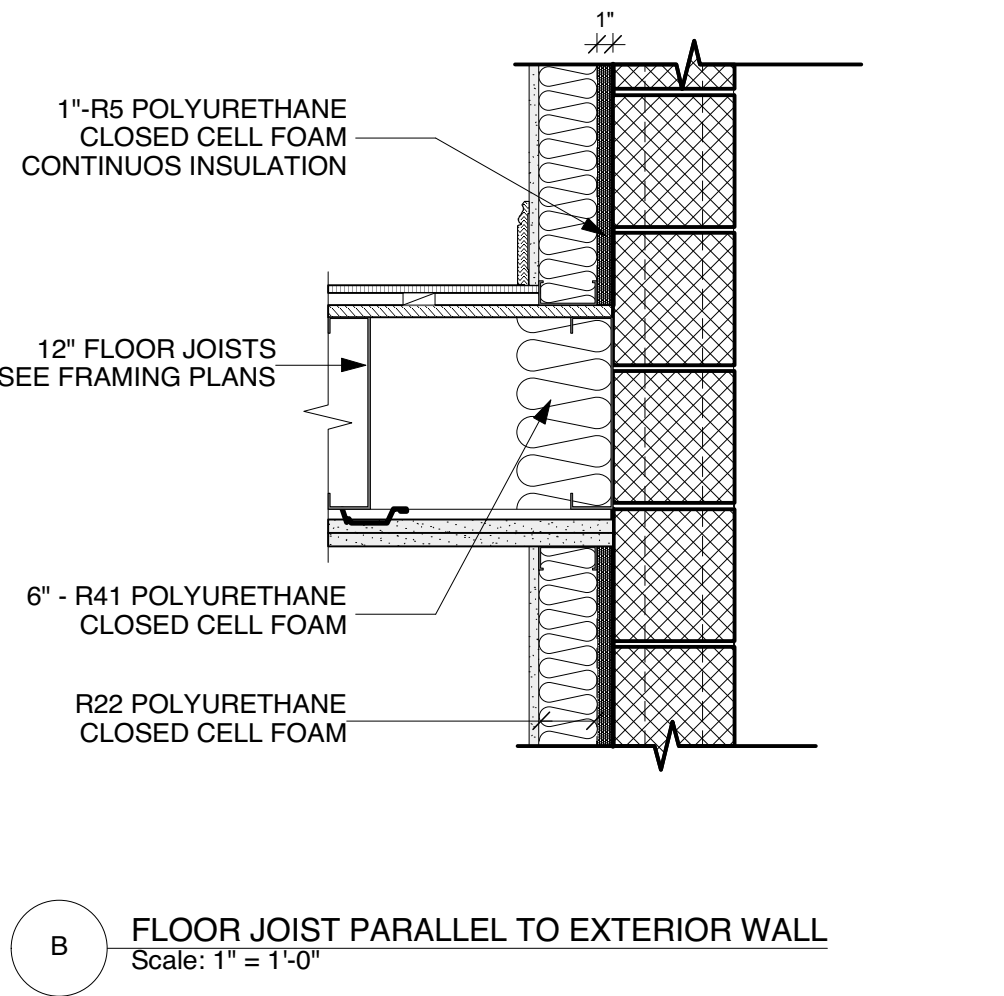 1"
1"-R5 POLYURETHANE
CLOSED CELL FOAM
CONTINUOS INSULATION
12" FLOOR JOISTS
SEE FRAMING PLANS
6" - R41 POLYURETHANE
CLOSED CELL FOAM
R22 POLYURETHANE
CLOSED CELL FOAM
B
FLOOR JOIST PARALLEL TO EXTERIOR WALL
Scale: 1" = 1'-0"